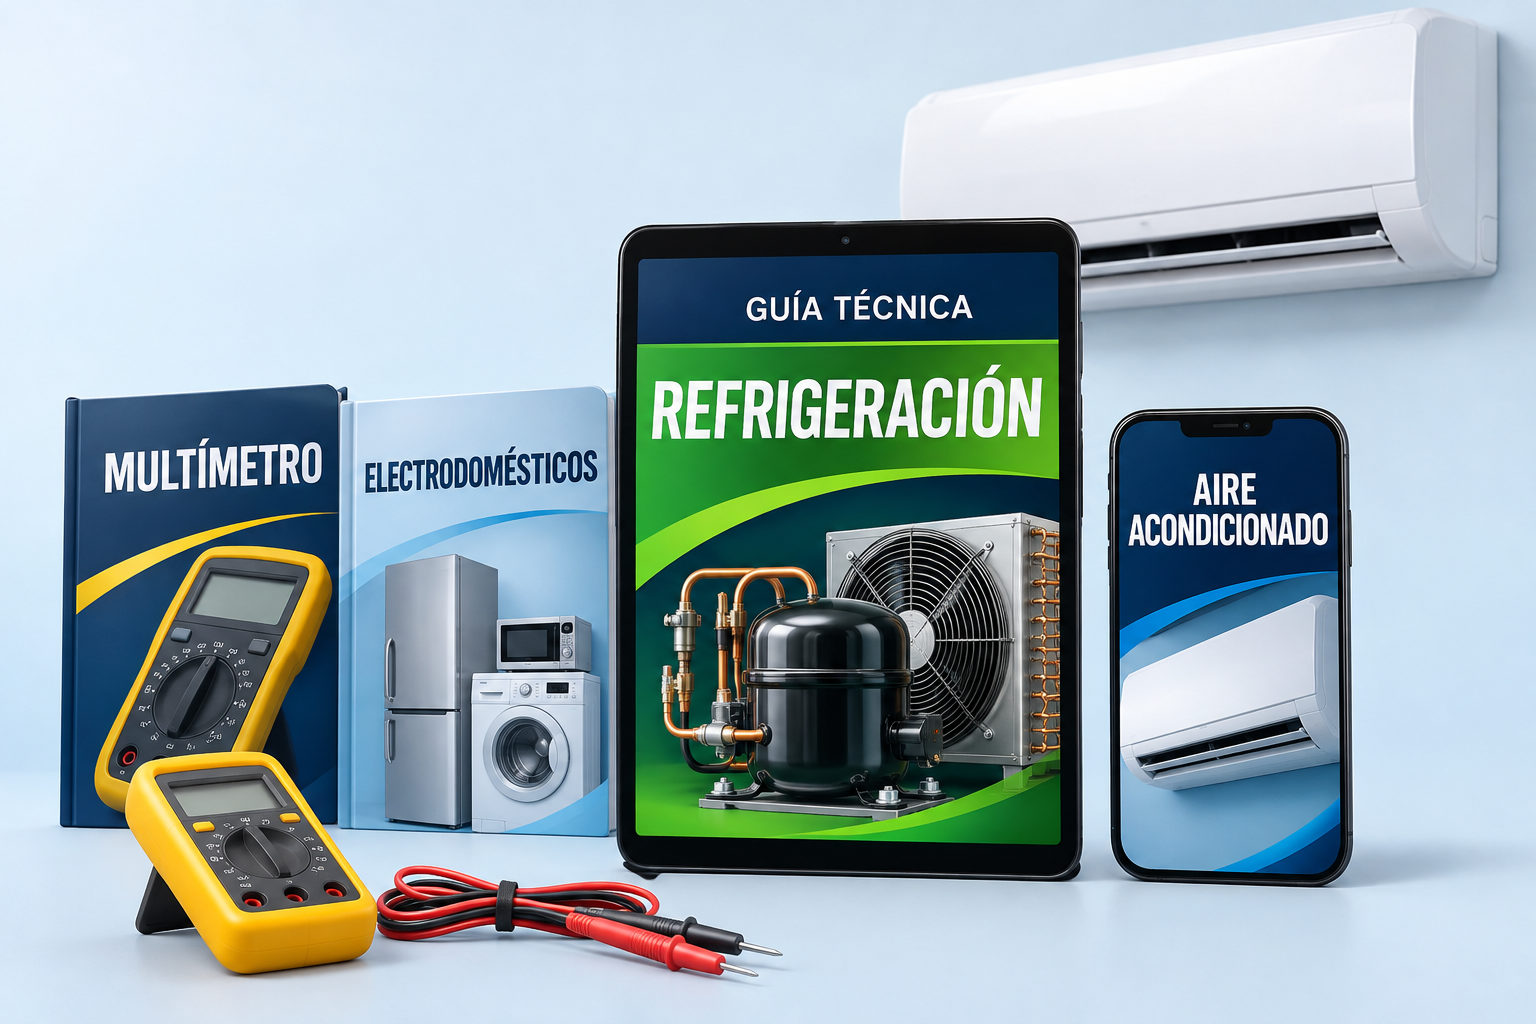 MULTÍMETRO
ELECTRODOMÉSTICOS
GUÍA TÉCNICA
REFRIGERACIÓN
AIRE
ACONDICIONADO